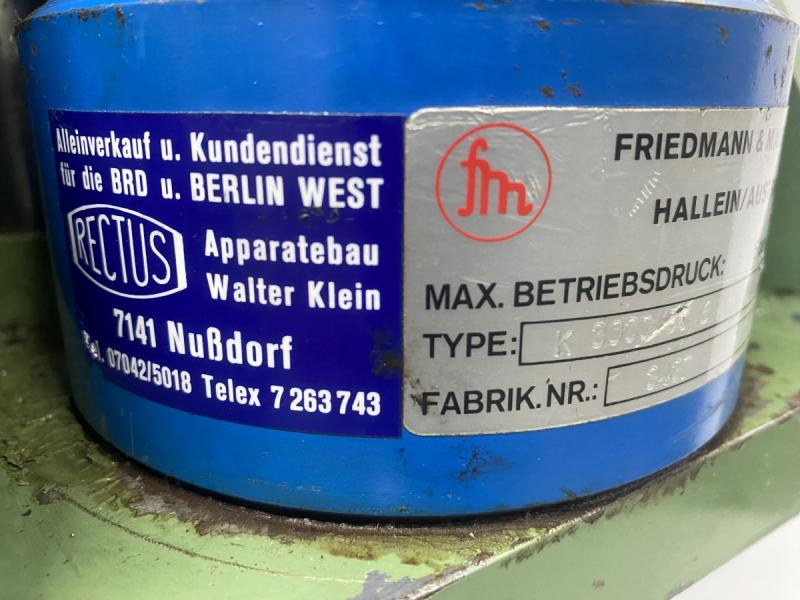 Alleinverkauf u. Kundendienst
für die BRD u. BERLIN WEST
RECTUS
Apparatebau
Walter Klein
7141 Nußdorf
Tel. 07042/5018 Telex 7 263 743
fm
FRIEDMANN &
HALLEIN/AUST
MAX. BETRIEBSDRUCK:
TYPE: K
FABRIK. NR.: